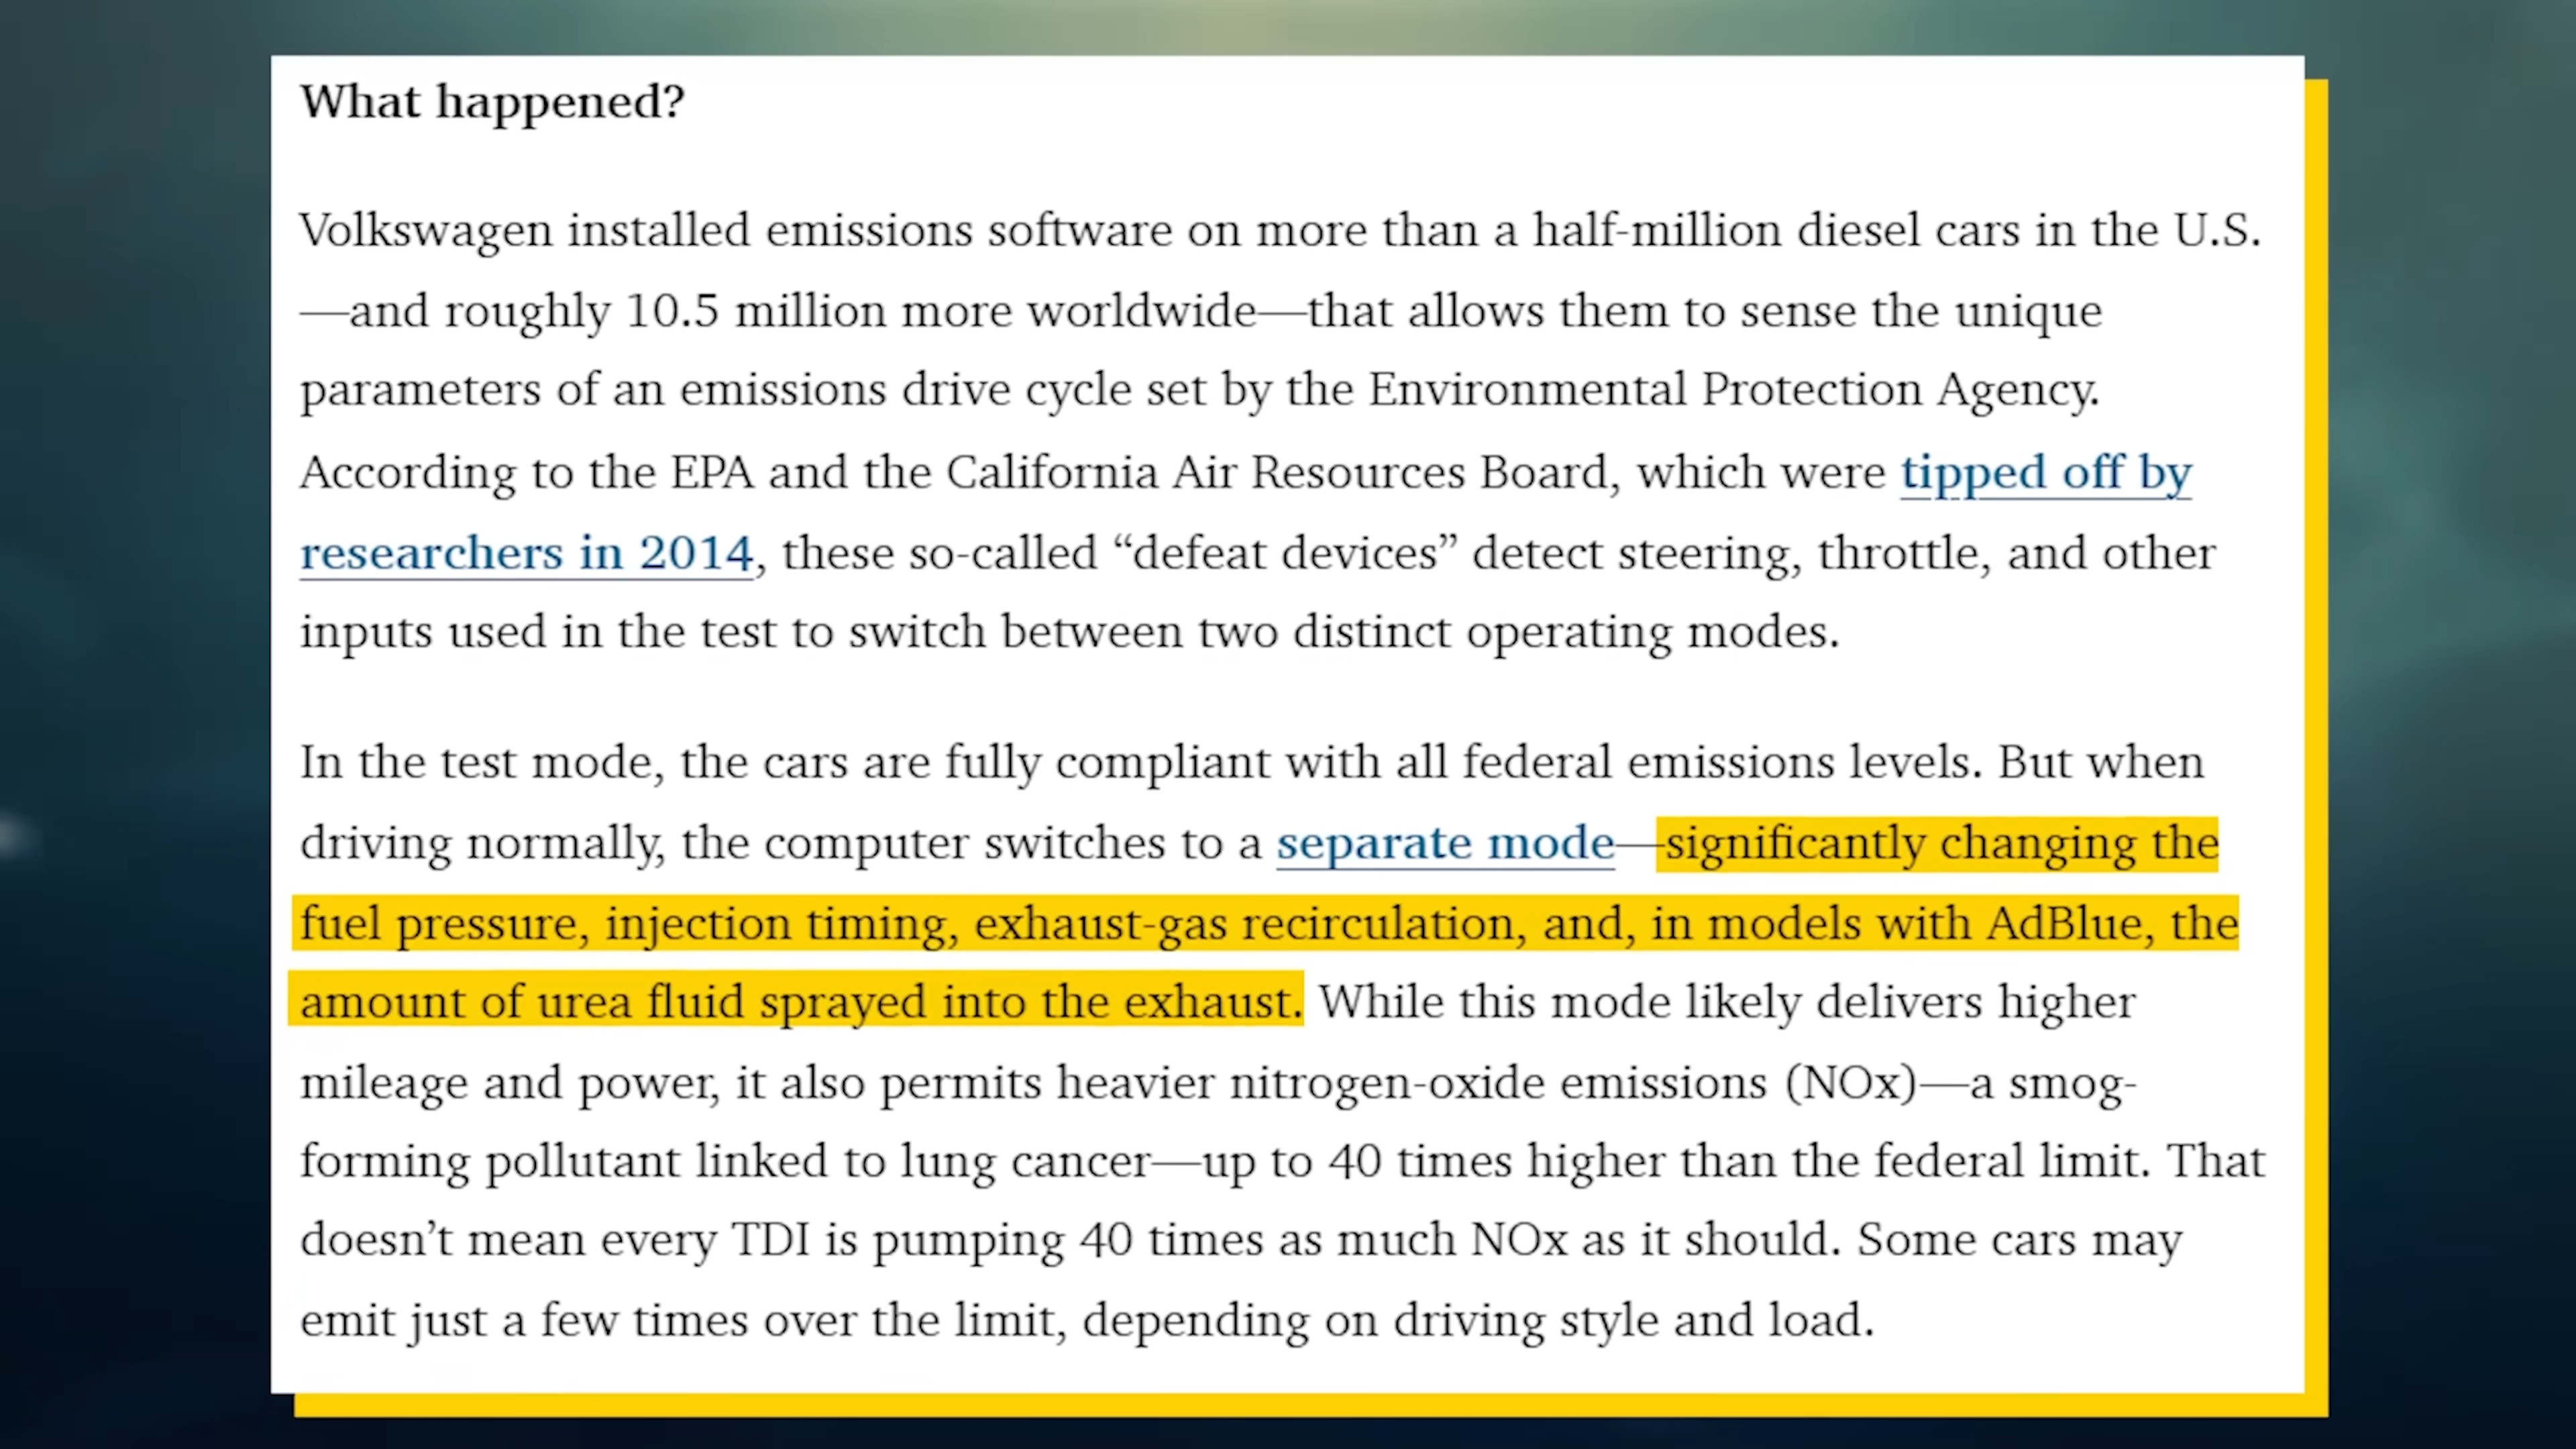 What happened?
Volkswagen installed emissions software on more than a half-million diesel cars in the U.S.
—and roughly 10.5 million more worldwide—that allows them to sense the unique
parameters of an emissions drive cycle set by the Environmental Protection Agency.
According to the EPA and the California Air Resources Board, which were tipped off by
researchers in 2014, these so-called “defeat devices” detect steering, throttle, and other
inputs used in the test to switch between two distinct operating modes.
In the test mode, the cars are fully compliant with all federal emissions levels. But when
driving normally, the computer switches to a separate mode—significantly changing the
fuel pressure, injection timing, exhaust-gas recirculation, and, in models with AdBlue, the
amount of urea fluid sprayed into the exhaust. While this mode likely delivers higher
mileage and power, it also permits heavier nitrogen-oxide emissions (NOx)—a smog-
forming pollutant linked to lung cancer—up to 40 times higher than the federal limit. That
doesn’t mean every TDI is pumping 40 times as much NOx as it should. Some cars may
emit just a few times over the limit, depending on driving style and load.